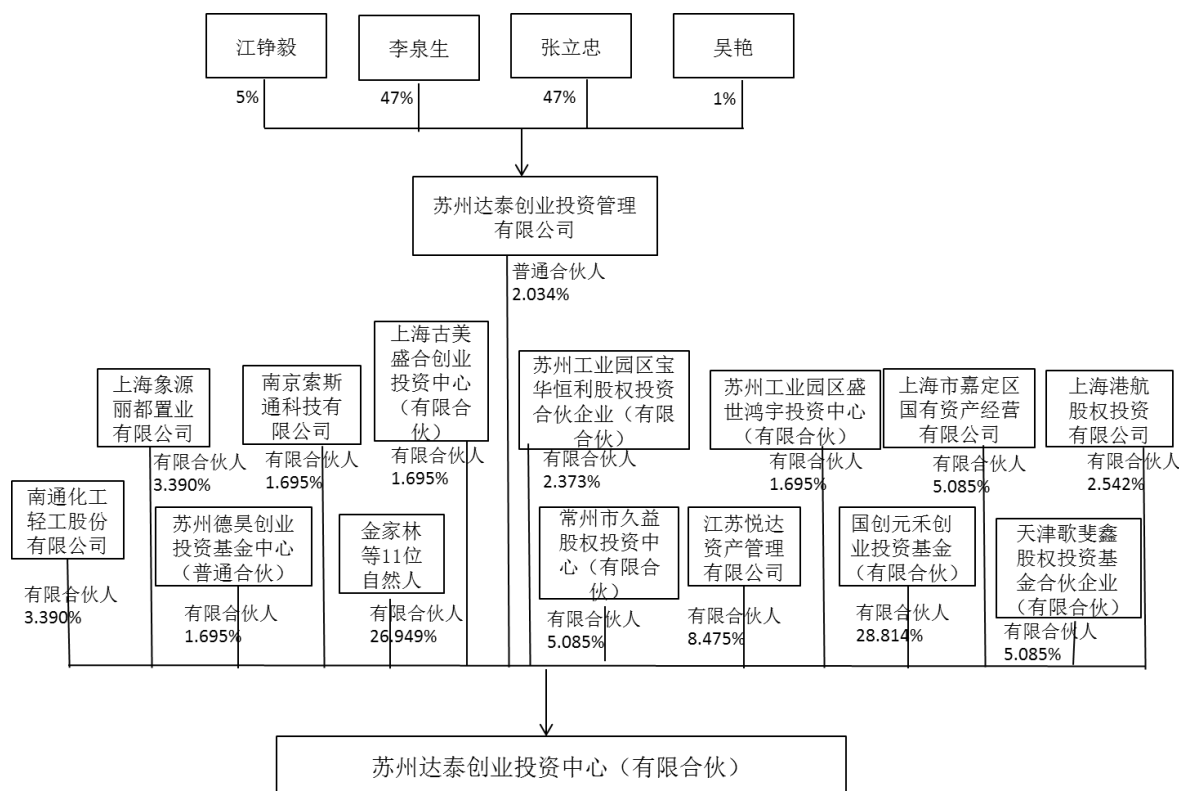 江铮毅
李泉生
张立忠
吴艳
5%
47%
47%
1%
苏州达泰创业投资管理
有限公司
普通合伙人
2.034%
上海象源
丽都置业
有限公司
有限合伙人
3.390%
南京索斯
通科技有
限公司
有限合伙人
1.695%
上海古美
盛合创业
投资中心
（有限合
伙）
有限合伙人
1.695%
苏州工业园区宝
华恒利股权投资
合伙企业（有限
合伙）
有限合伙人
2.373%
苏州工业园区盛
世鸿宇投资中心
（有限合伙）
有限合伙人
1.695%
上海市嘉定区
国有资产经营
有限公司
有限合伙人
5.085%
上海港航
股权投资
有限公司
有限合伙人
2.542%
南通化工
轻工股份
有限公司
有限合伙人
3.390%
苏州德昊创业
投资基金中心
（普通合伙）
有限合伙人
1.695%
金家林
等11位
自然人
有限合伙人
26.949%
常州市久益
股权投资中
心（有限合
伙）
有限合伙人
5.085%
江苏悦达
资产管理
有限公司
有限合伙人
8.475%
国创元禾创
业投资基金
（有限合伙）
有限合伙人
28.814%
天津歌斐鑫
股权投资基
金合伙企业
（有限合伙）
有限合伙人
5.085%
苏州达泰创业投资中心（有限合伙）